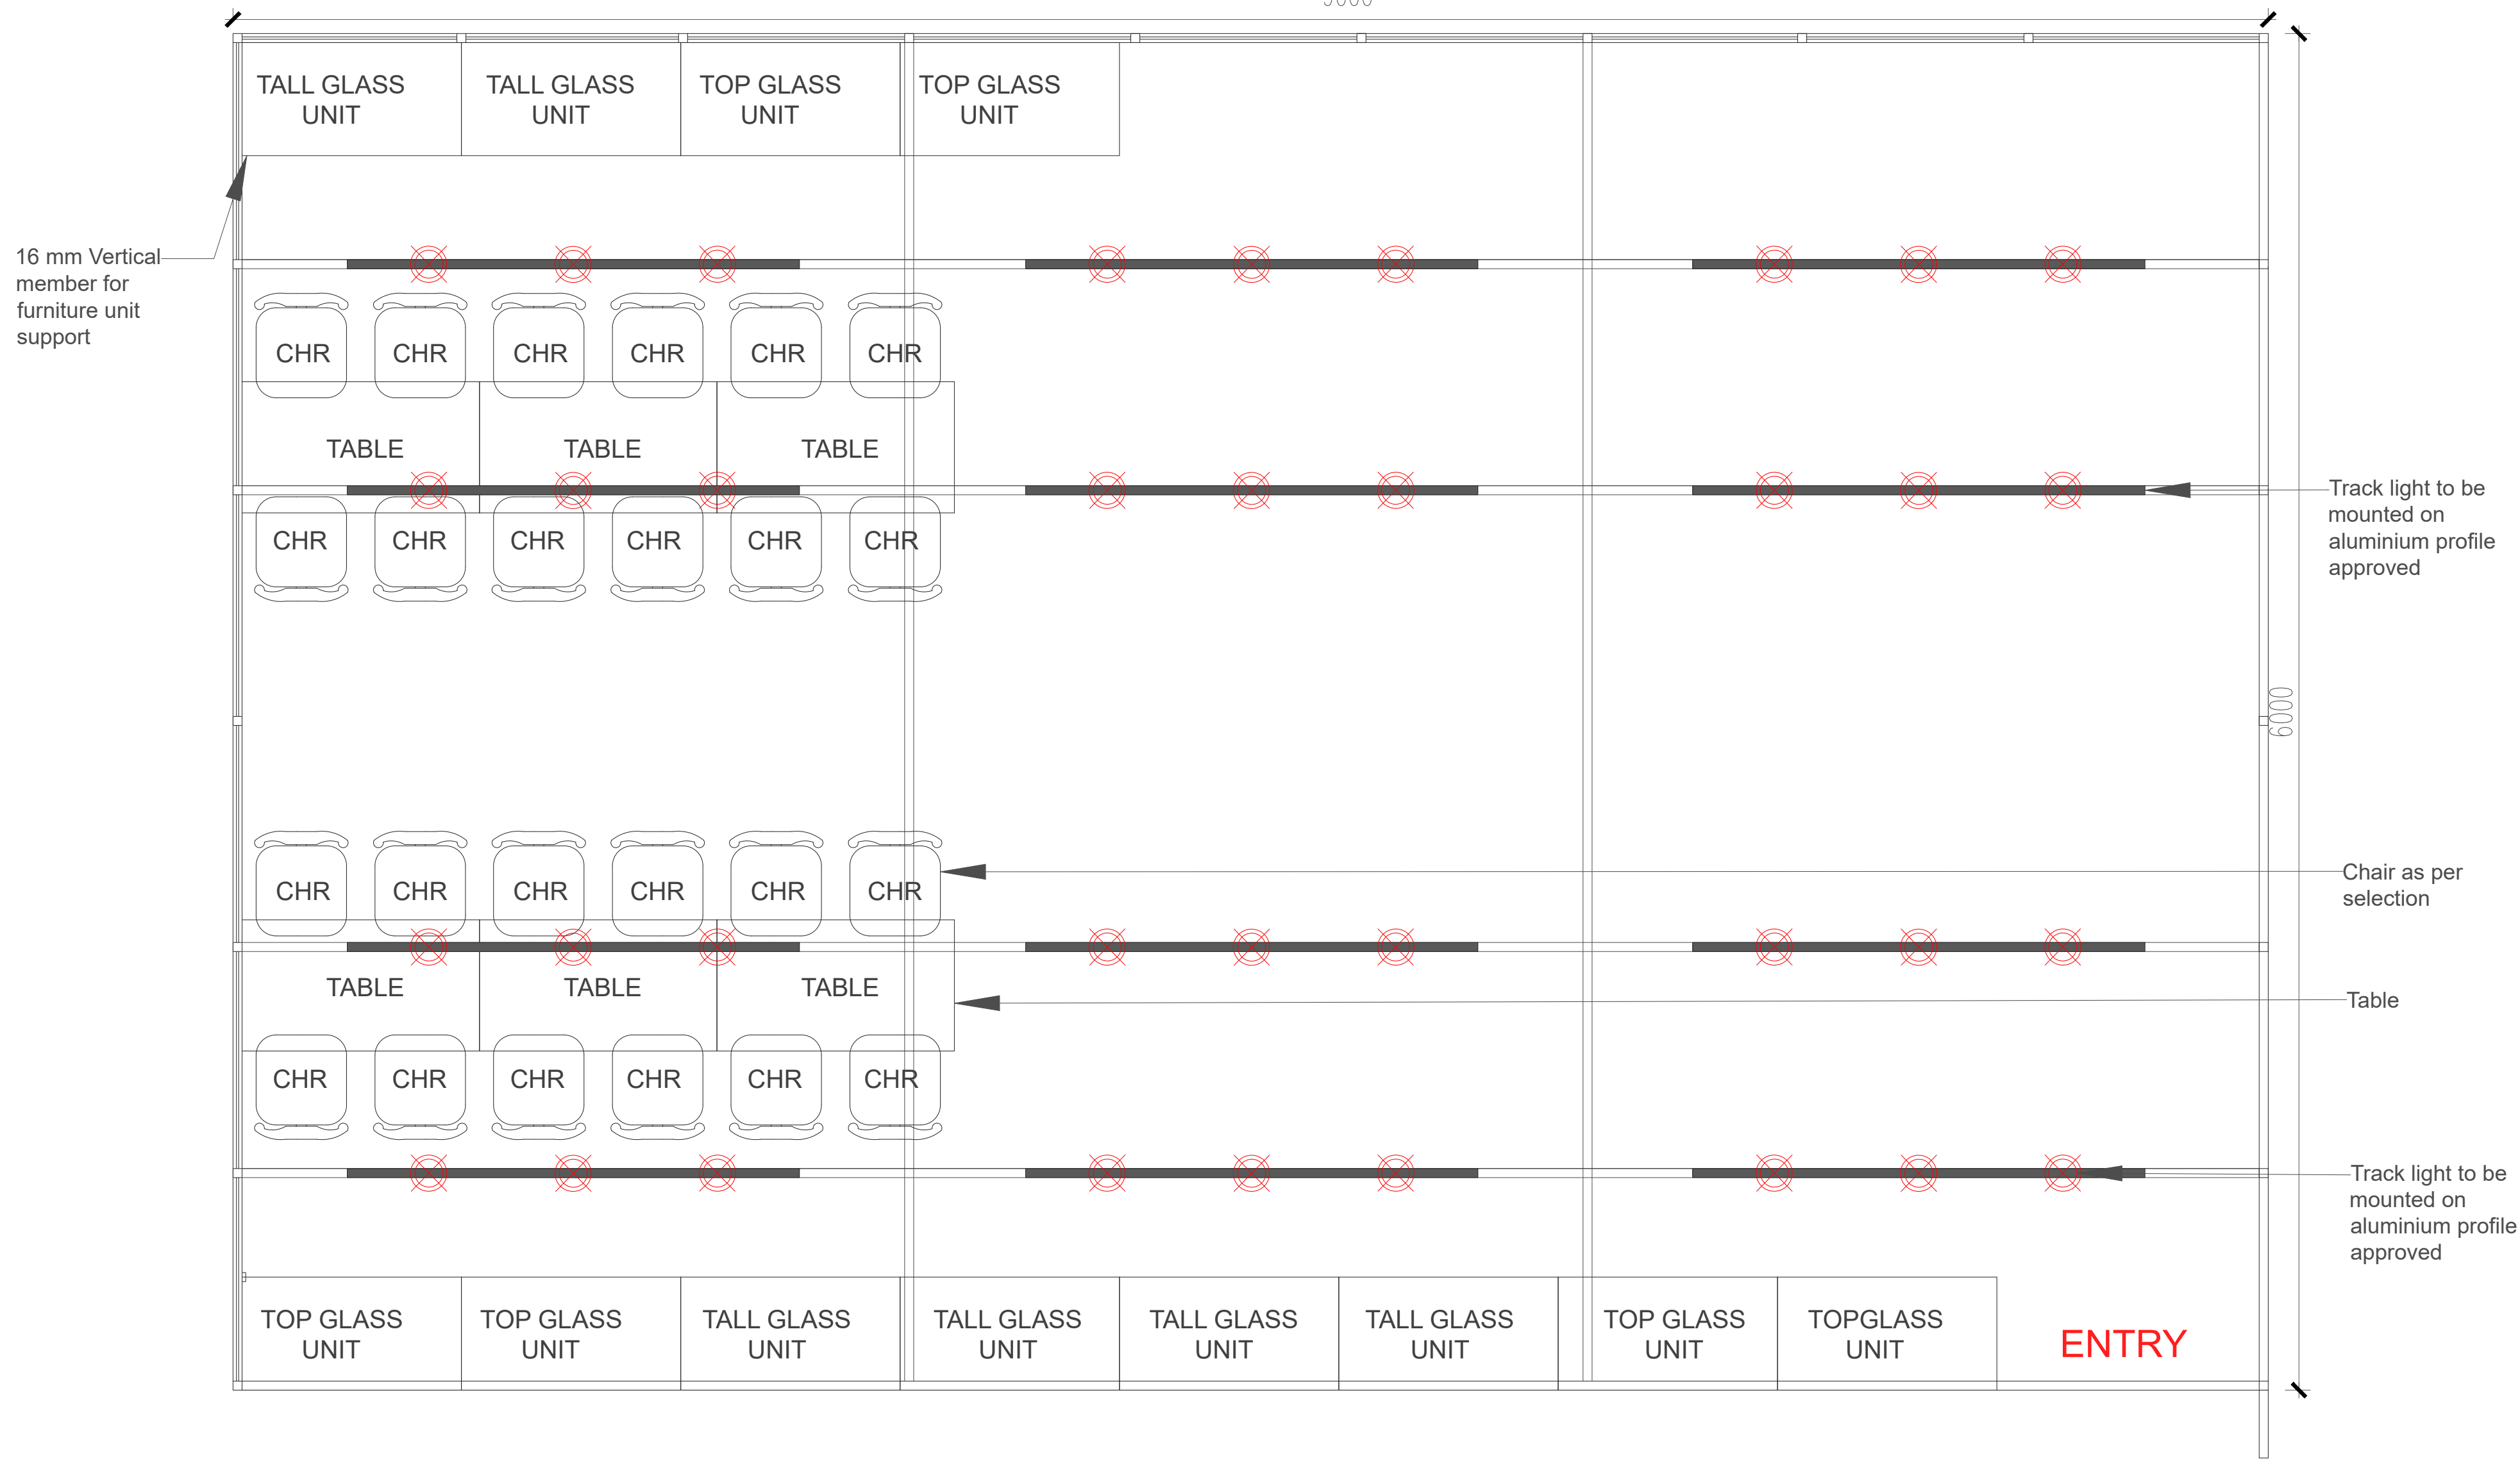 9000
TALL GLASS
UNIT
TALL GLASS
UNIT
TOP GLASS
UNIT
TOP GLASS
UNIT
16 mm Vertical
member for
furniture unit
support
CHR
CHR
CHR
CHR
CHR
CHR
TABLE
TABLE
TABLE
Track light to be
mounted on
aluminium profile
approved
CHR
CHR
CHR
CHR
CHR
CHR
6000
CHR
CHR
CHR
CHR
CHR
CHR
Chair as per
selection
TABLE
TABLE
TABLE
Table
CHR
CHR
CHR
CHR
CHR
CHR
Track light to be
mounted on
aluminium profile
approved
TOP GLASS
UNIT
TOP GLASS
UNIT
TALL GLASS
UNIT
TALL GLASS
UNIT
TALL GLASS
UNIT
TALL GLASS
UNIT
TOP GLASS
UNIT
TOPGLASS
UNIT
ENTRY